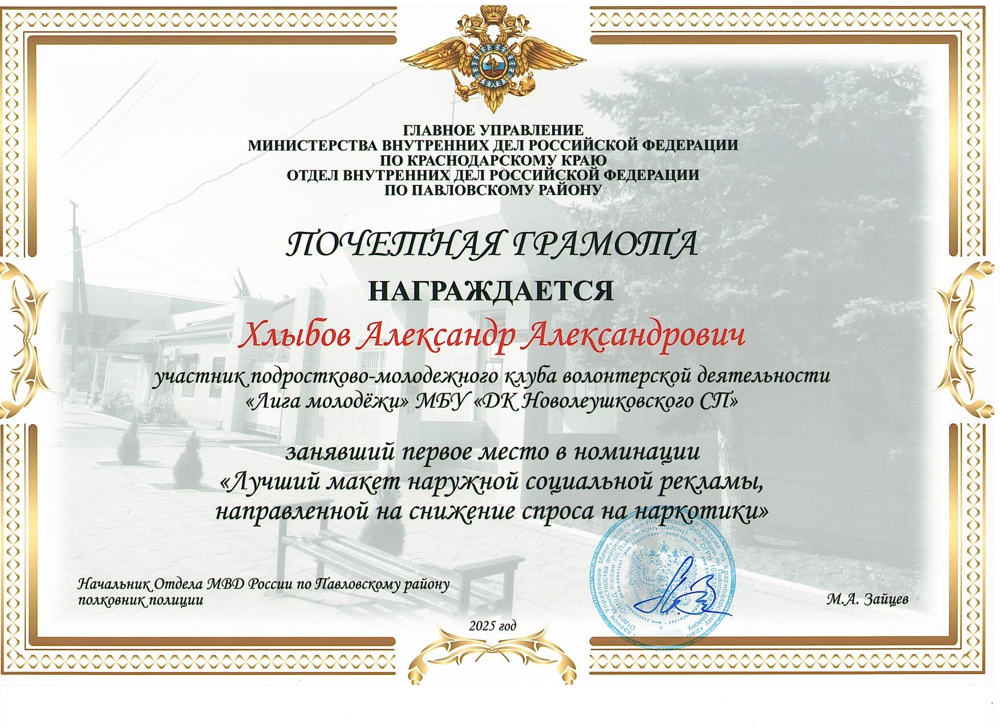 ГЛАВНОЕ УПРАВЛЕНИЕ
МИНИСТЕРСТВА ВНУТРЕННИХ ДЕЛ РОССИЙСКОЙ ФЕДЕРАЦИИ
ПО КРАСНОДАРСКОМУ КРАЮ
ОТДЕЛ ВНУТРЕННИХ ДЕЛ РОССИЙСКОЙ ФЕДЕРАЦИИ
ПО ПАВЛОВСКОМУ РАЙОНУ
ПОЧЕТНАЯ ГРАМОТА
НАГРАЖДАЕТСЯ
Хлыбов Александр Александрович
участник подростково-молодежного клуба волонтерской деятельности
«Лига молодёжи» МБУ «ДК Новолеушковского СП»
занявший первое место в номинации
«Лучший макет наружной социальной рекламы,
направленной на снижение спроса на наркотики»
Начальник Отдела МВД России по Павловскому району
полковник полиции
М.А. Зайцев
2025 год